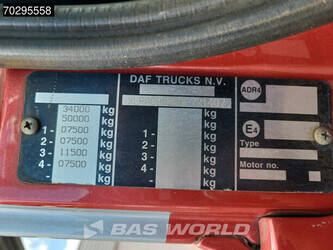 70295558
DAF TRUCKS N.V.
34000 kg
50000 kg
1 - 07500 kg
2 - 07500 kg
3 - 11500 kg
4 - 07500 kg
kg
kg
1 - kg
2 - kg
3 - kg
kg
ADR4
E4
Type
Motor no.
BAS WORLD